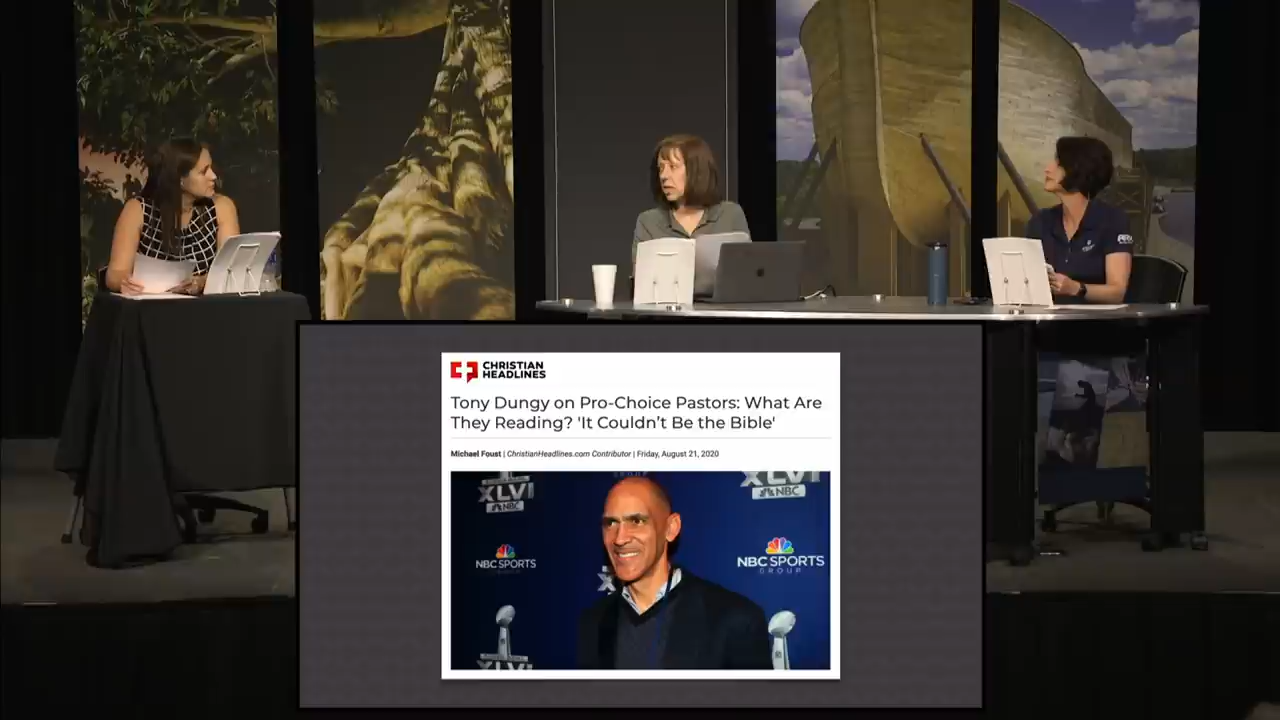 CHRISTIAN
HEADLINES
Tony Dungy on Pro-Choice Pastors: What Are
They Reading? 'It Couldn't Be the Bible'
Michael Foust | ChristianHeadlines.com Contributor | Friday, August 21, 2020
XLVI
NBC
XLVI
NBC
NBC SPORTS
GROUP
NBC SPORTS
GROUP
XLVI